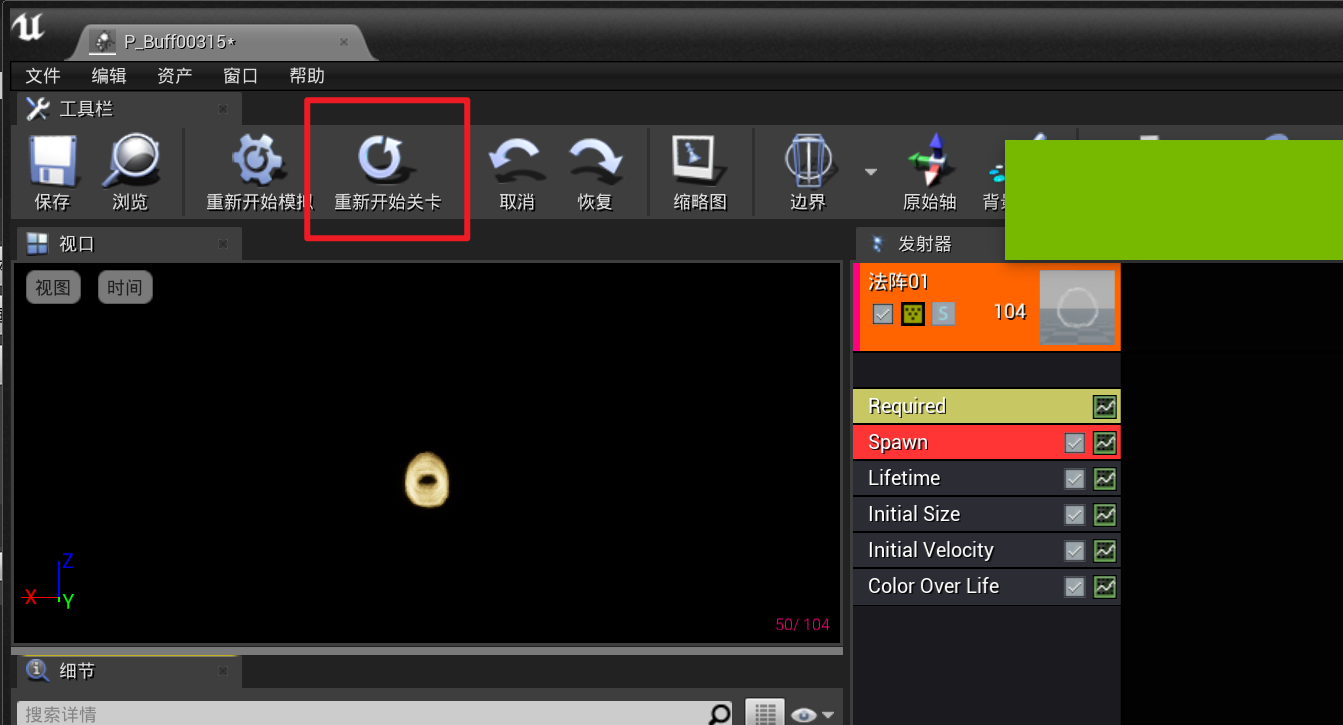 P_Buff00315*
文件 编辑 资产 窗口 帮助
工具栏
保存 浏览 重新开始模拟 重新开始关卡 取消 恢复 缩略图 边界 原始轴
视口 发射器
视图 时间
法阵01
S 104
Required
Spawn
Lifetime
Initial Size
Initial Velocity
Color Over Life
Z
X Y
50/ 104
细节
搜索详情